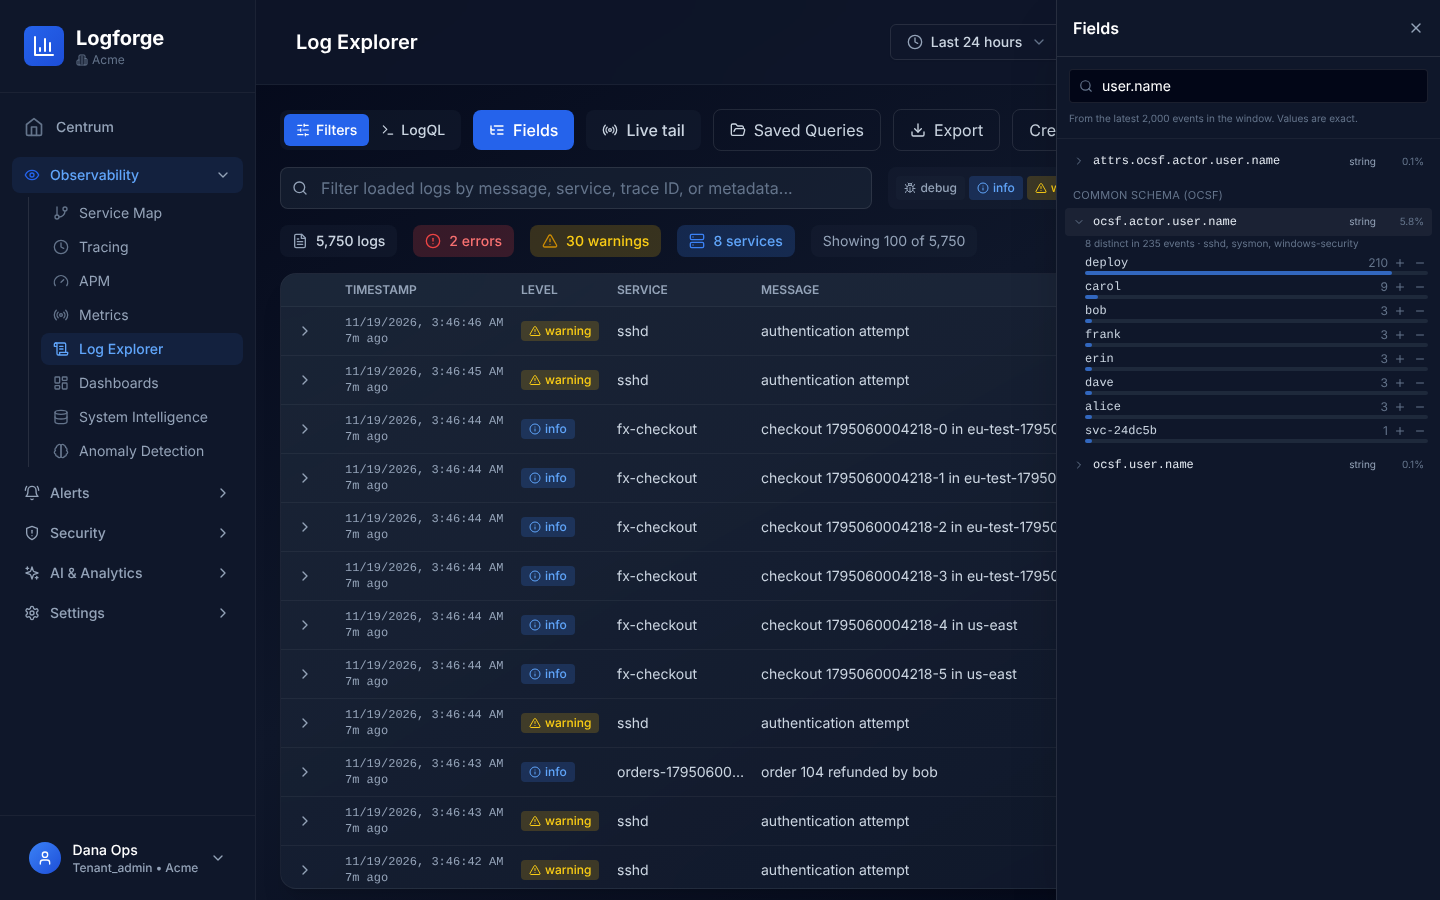 Logforge
Acme
Centrum
Observability
Service Map
Tracing
APM
Metrics
Log Explorer
Dashboards
System Intelligence
Anomaly Detection
Alerts
Security
AI & Analytics
Settings
Dana Ops
Tenant_admin • Acme
Log Explorer
Last 24 hours
Filters
LogQL
Fields
Live tail
Saved Queries
Export
Cre
Filter loaded logs by message, service, trace ID, or metadata...
debug
info
w
5,750 logs
2 errors
30 warnings
8 services
Showing 100 of 5,750
TIMESTAMP LEVEL SERVICE MESSAGE
11/19/2026, 3:46:46 AM
7m ago
warning sshd authentication attempt
11/19/2026, 3:46:45 AM
7m ago
warning sshd authentication attempt
11/19/2026, 3:46:44 AM
7m ago
info fx-checkout checkout 1795060004218-0 in eu-test-17950
11/19/2026, 3:46:44 AM
7m ago
info fx-checkout checkout 1795060004218-1 in eu-test-17950
11/19/2026, 3:46:44 AM
7m ago
info fx-checkout checkout 1795060004218-2 in eu-test-17950
11/19/2026, 3:46:44 AM
7m ago
info fx-checkout checkout 1795060004218-3 in eu-test-17950
11/19/2026, 3:46:44 AM
7m ago
info fx-checkout checkout 1795060004218-4 in us-east
11/19/2026, 3:46:44 AM
7m ago
info fx-checkout checkout 1795060004218-5 in us-east
11/19/2026, 3:46:44 AM
7m ago
warning sshd authentication attempt
11/19/2026, 3:46:43 AM
7m ago
info orders-17950600... order 104 refunded by bob
11/19/2026, 3:46:43 AM
7m ago
warning sshd authentication attempt
11/19/2026, 3:46:42 AM
7m ago
warning sshd authentication attempt
Fields
user.name
From the latest 2,000 events in the window. Values are exact.
attrs.ocsf.actor.user.name string 0.1%
COMMON SCHEMA (OCSF)
ocsf.actor.user.name string 5.8%
8 distinct in 235 events · sshd, sysmon, windows-security
deploy 210
carol 9
bob 3
frank 3
erin 3
dave 3
alice 3
svc-24dc5b 1
ocsf.user.name string 0.1%